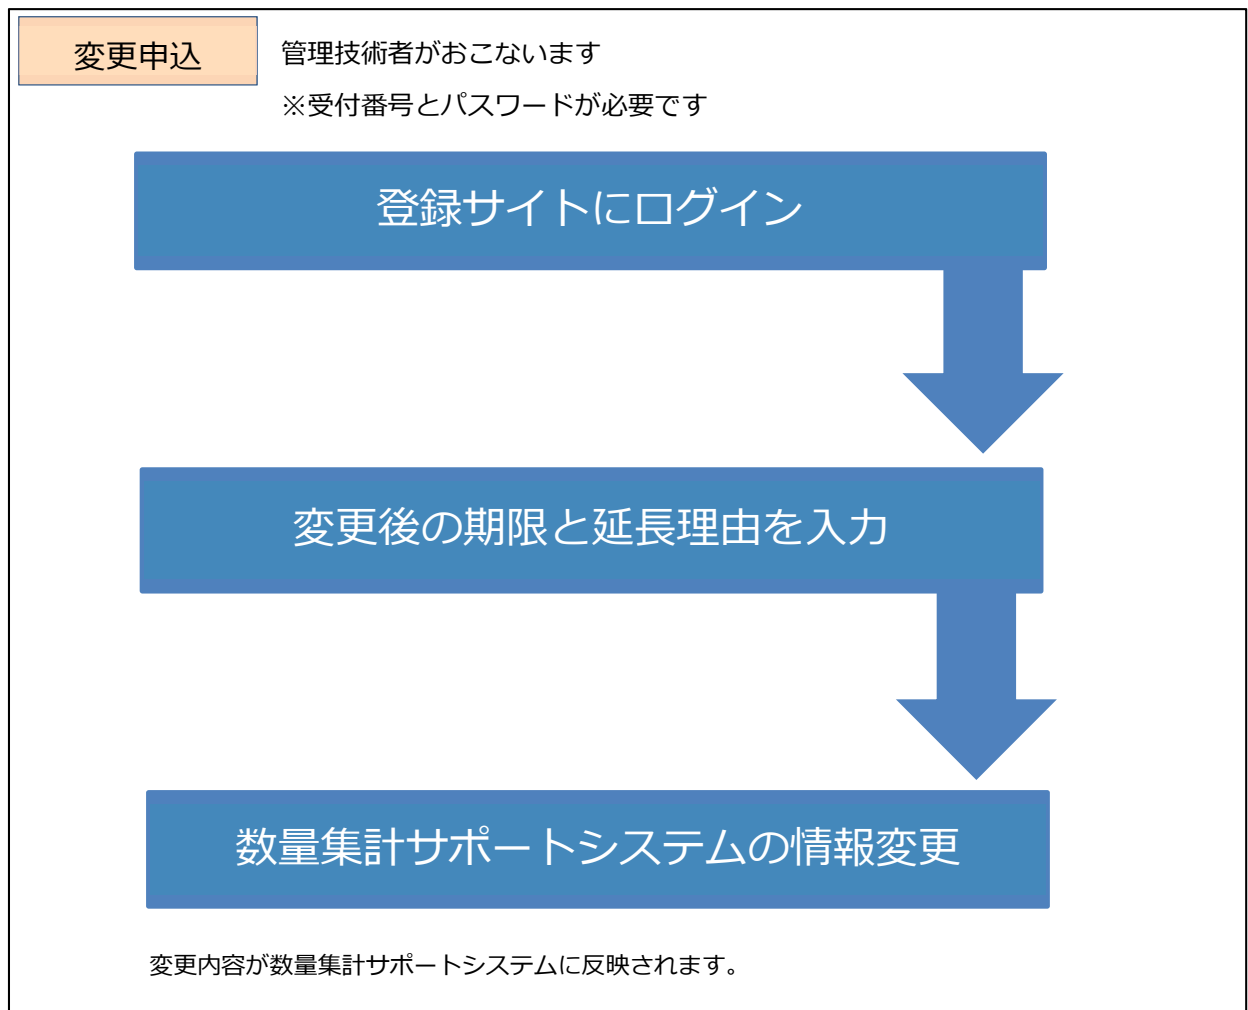 変更申込
管理技術者がおこないます
※受付番号とパスワードが必要です
登録サイトにログイン
変更後の期限と延長理由を入力
数量集計サポートシステムの情報変更
変更内容が数量集計サポートシステムに反映されます。